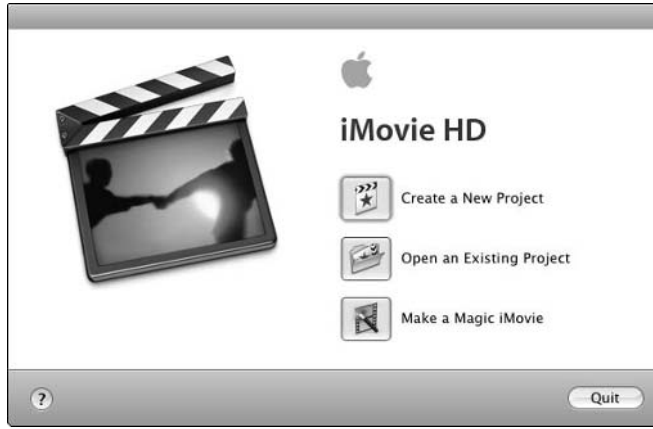 iMovie HD
Create a New Project
Open an Existing Project
Make a Magic iMovie
?
Quit